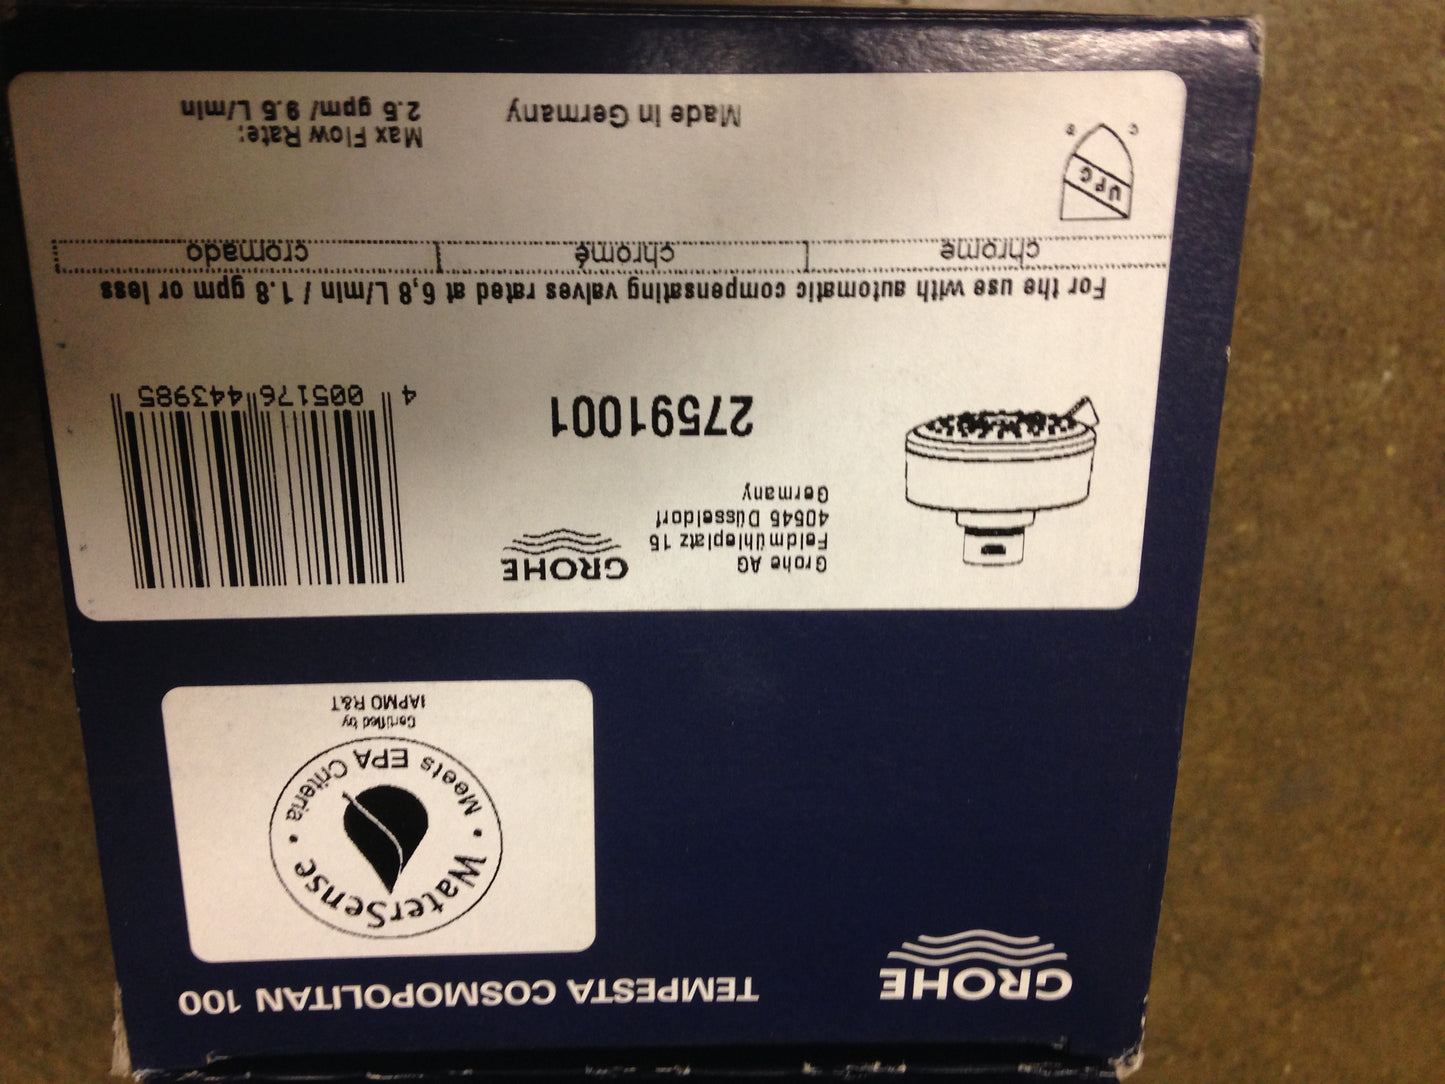 GROHE
TEMPESTA COSMOPOLITAN 100
WaterSense
Meets EPA Criteria
Certified by
IAPMO R&T
Grohe AG
Feldmühleplatz 15
40545 Düsseldorf
Germany
GROHE
27591001
4 005176 443985
For the use with automatic compensating valves rated at 6,8 L/min / 1.8 gpm or less
chrome
chromé
cromado
UPC
C S
Made in Germany
Max Flow Rate:
2.5 gpm/ 9.5 L/min